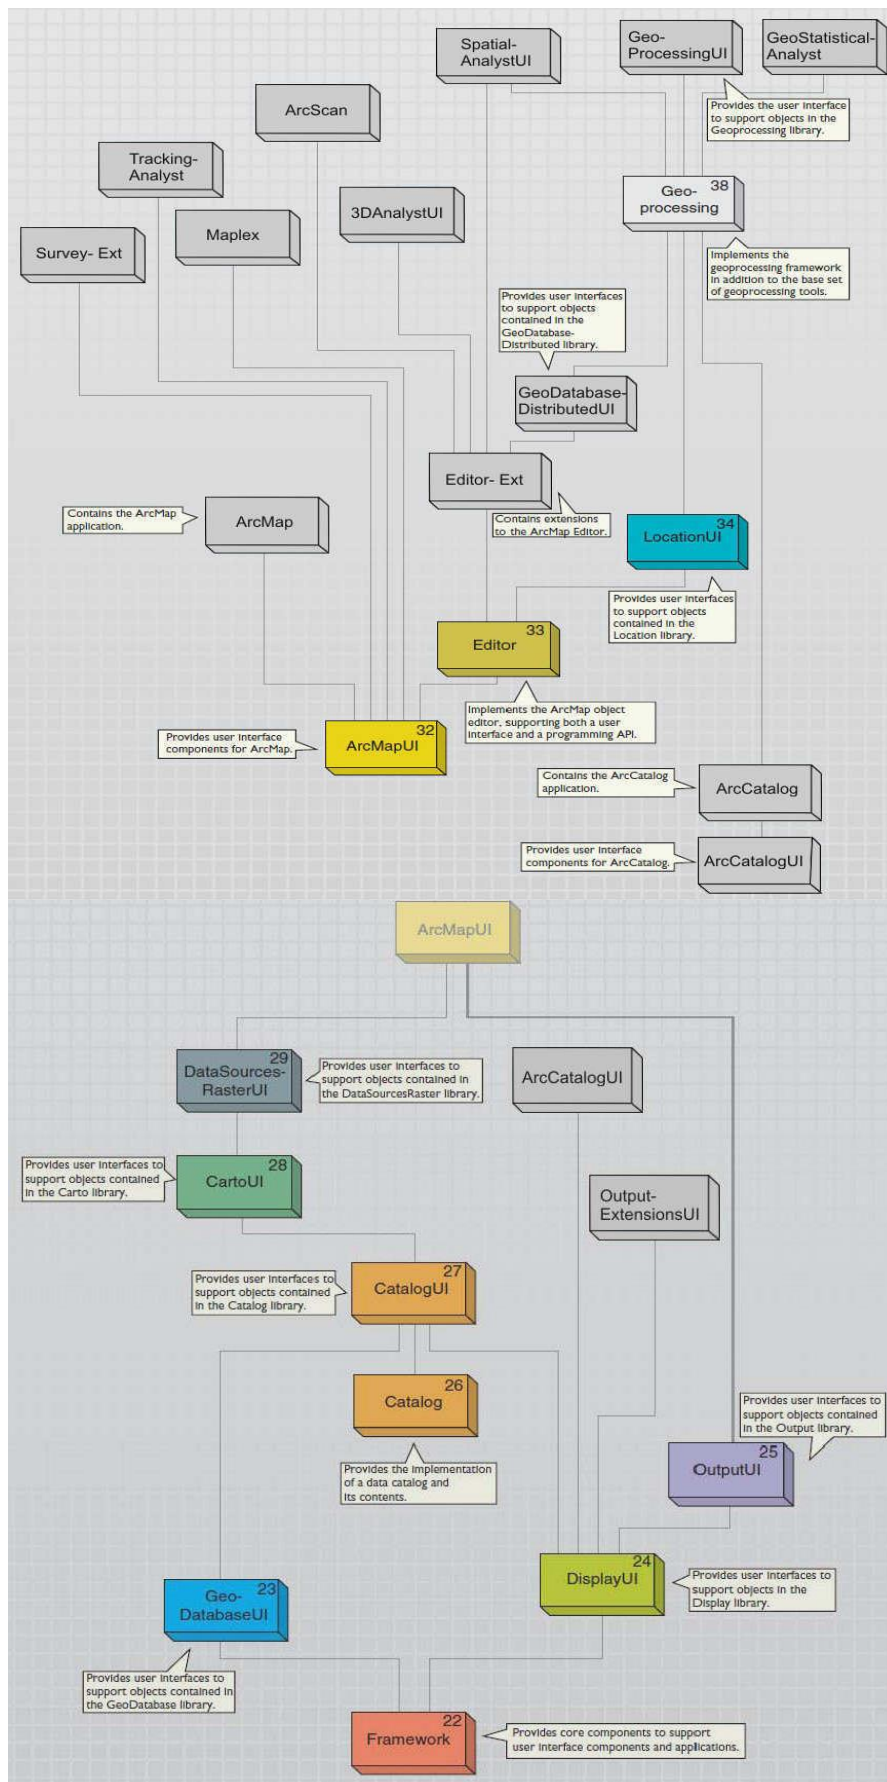 Spatial-
AnalystUI
Geo-
ProcessingUI
GeoStatistical-
Analyst
Provides the user interface
to support objects in the
Geoprocessing library.
ArcScan
Tracking-
Analyst
38
Geo-
processing
3DAnalystUI
Maplex
Survey- Ext
Implements the
geoprocessing framework
in addition to the base set
of geoprocessing tools.
Provides user interfaces
to support objects
contained in the
GeoDatabase-
Distributed library.
GeoDatabase-
DistributedUI
Editor- Ext
Contains the ArcMap
application.
ArcMap
Contains extensions
to the ArcMap Editor.
34
LocationUI
Provides user interfaces
to support objects
contained in the
Location library.
33
Editor
Implements the ArcMap object
editor, supporting both a user
interface and a programming API.
Provides user interface
components for ArcMap.
32
ArcMapUI
Contains the ArcCatalog
application.
ArcCatalog
Provides user interface
components for ArcCatalog.
ArcCatalogUI
ArcMapUI
29
DataSources-
RasterUI
Provides user interfaces to
support objects contained in
the DataSourcesRaster library.
ArcCatalogUI
Provides user interfaces to
support objects contained
in the Carto library.
28
CartoUI
Output-
ExtensionsUI
Provides user interfaces to
support objects contained
in the Catalog library.
27
CatalogUI
26
Catalog
Provides user interfaces to
support objects contained
in the Output library.
25
OutputUI
Provides the implementation
of a data catalog and
its contents.
24
DisplayUI
Provides user interfaces to
support objects in the
Display library.
23
Geo-
DatabaseUI
Provides user interfaces to
support objects contained in
the GeoDatabase library.
22
Framework
Provides core components to support
user interface components and applications.